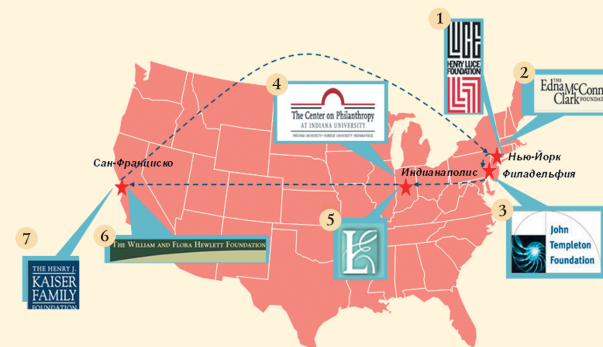 1
LUCE
HENRY LUCE
FOUNDATION
2
THE
Edna McConn
Clark FOUNDATION
4
The Center on Philanthropy
AT INDIANA UNIVERSITY
Сан-Франциско
Индианаполис
Нью-Йорк
Филадельфия
3
John
Templeton
Foundation
5
L
6
THE WILLIAM AND FLORA HEWLETT FOUNDATION
7
THE HENRY J.
KAISER
FAMILY
FOUNDATION